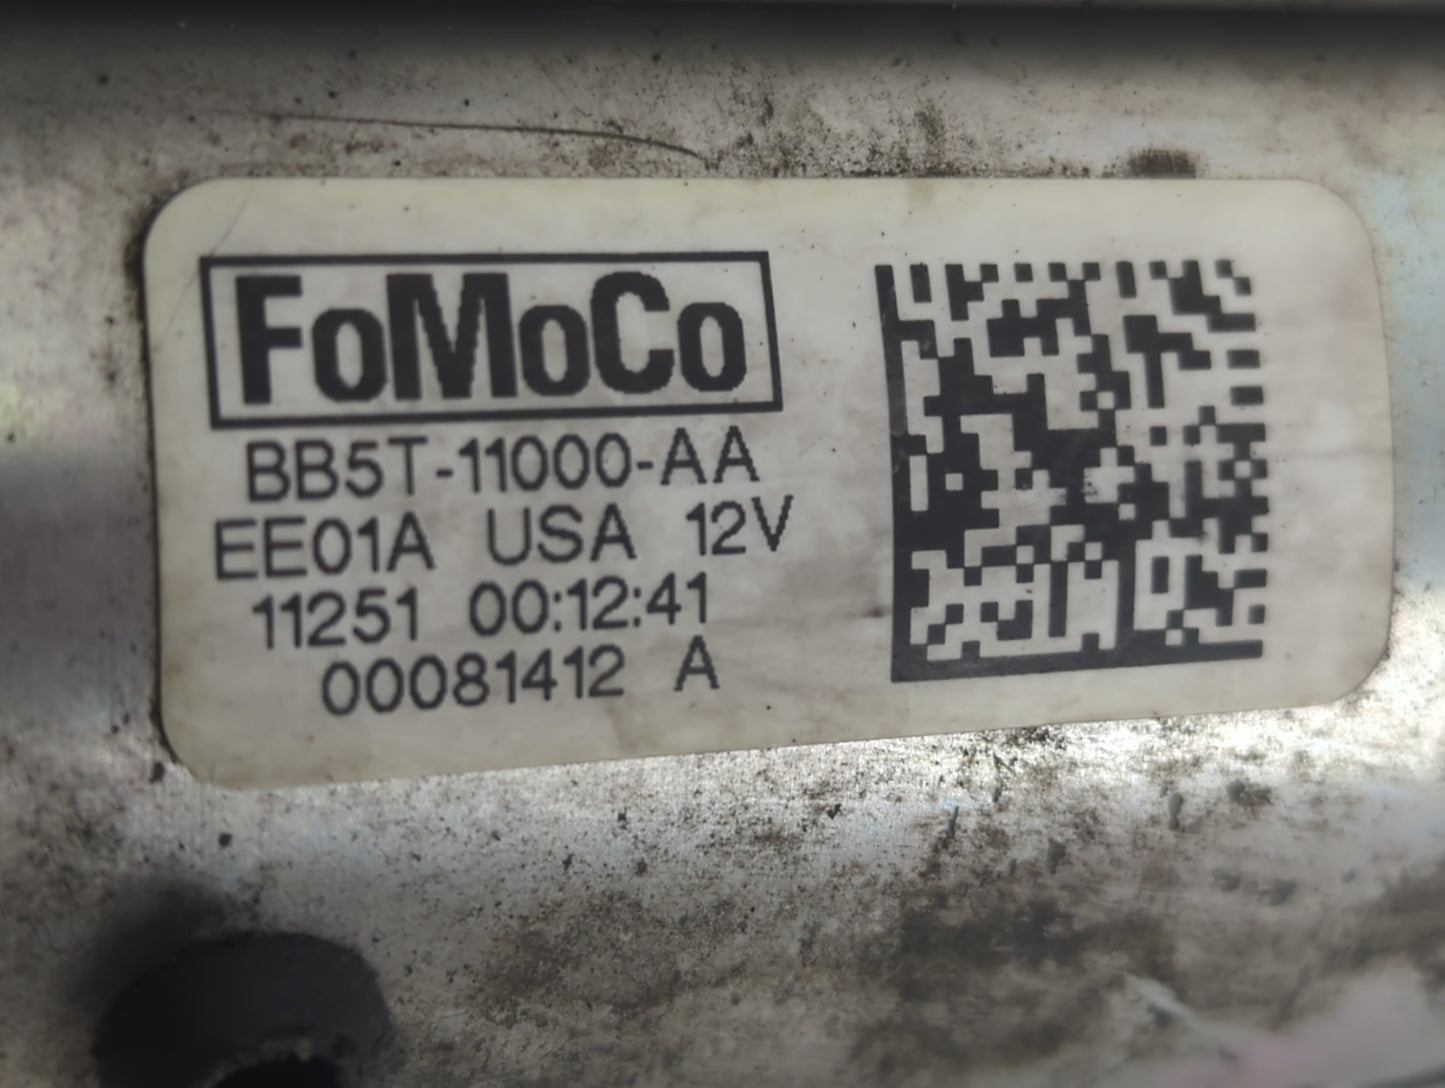 FoMoCo
BB5T-11000-AA
EE01A USA 12V
11251 00:12:41
00081412 A